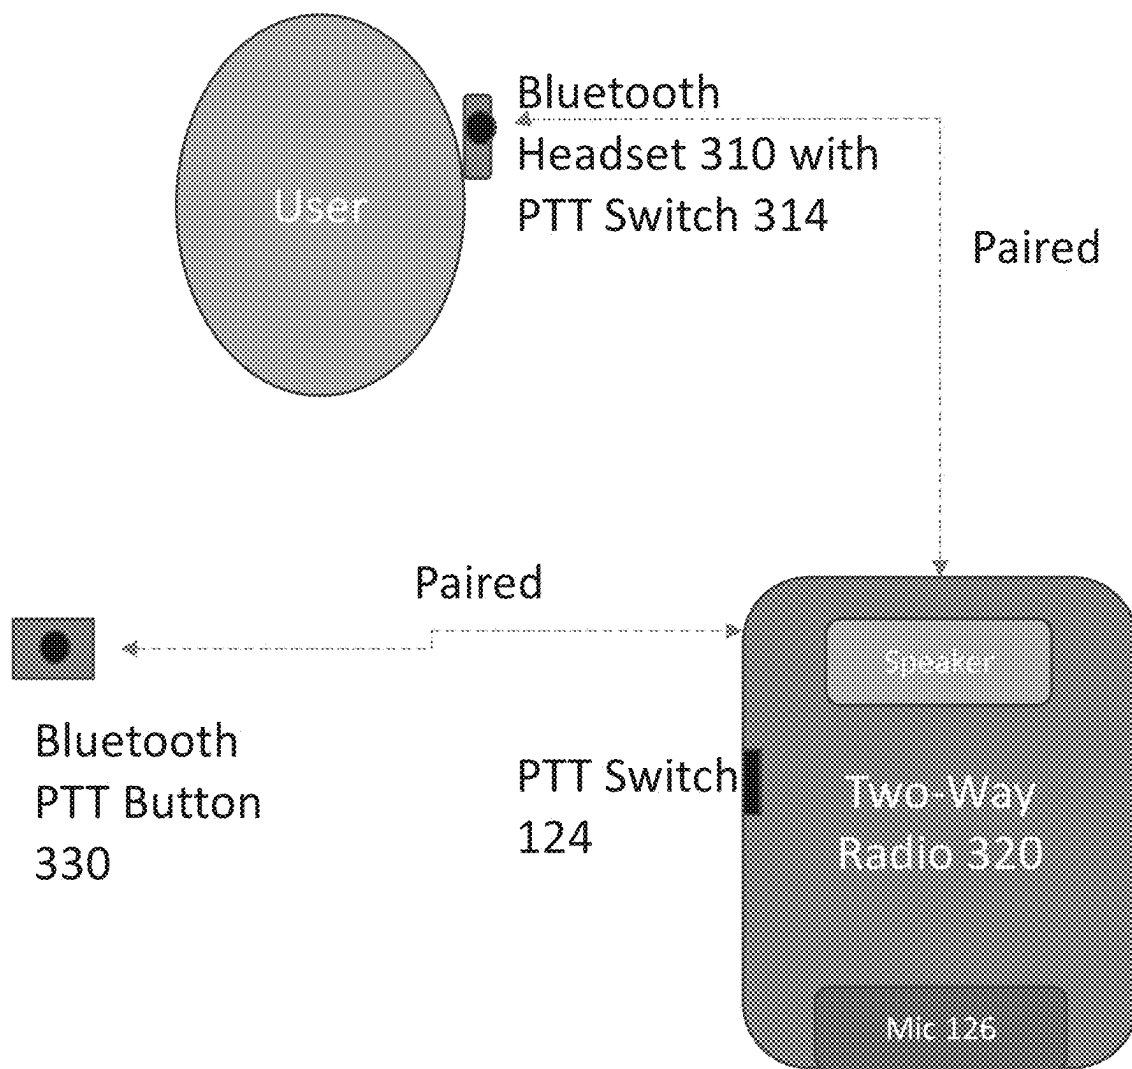 Bluetooth
Headset 310 with
PTT Switch 314
User
Paired
Paired
Speaker
Bluetooth
PTT Button
330
PTT Switch
124
Two-Way
Radio 320
Mic 126